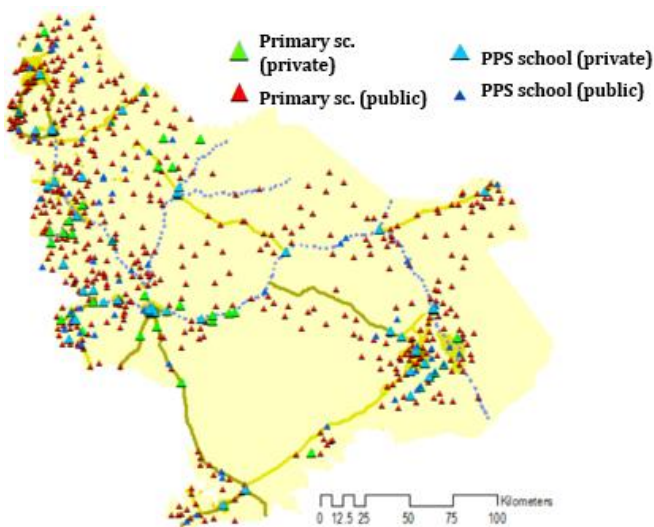 Primary sc.
(private)
PPS school (private)
Primary sc. (public)
PPS school (public)
Kilometers
0 12.5 25 50 75 100